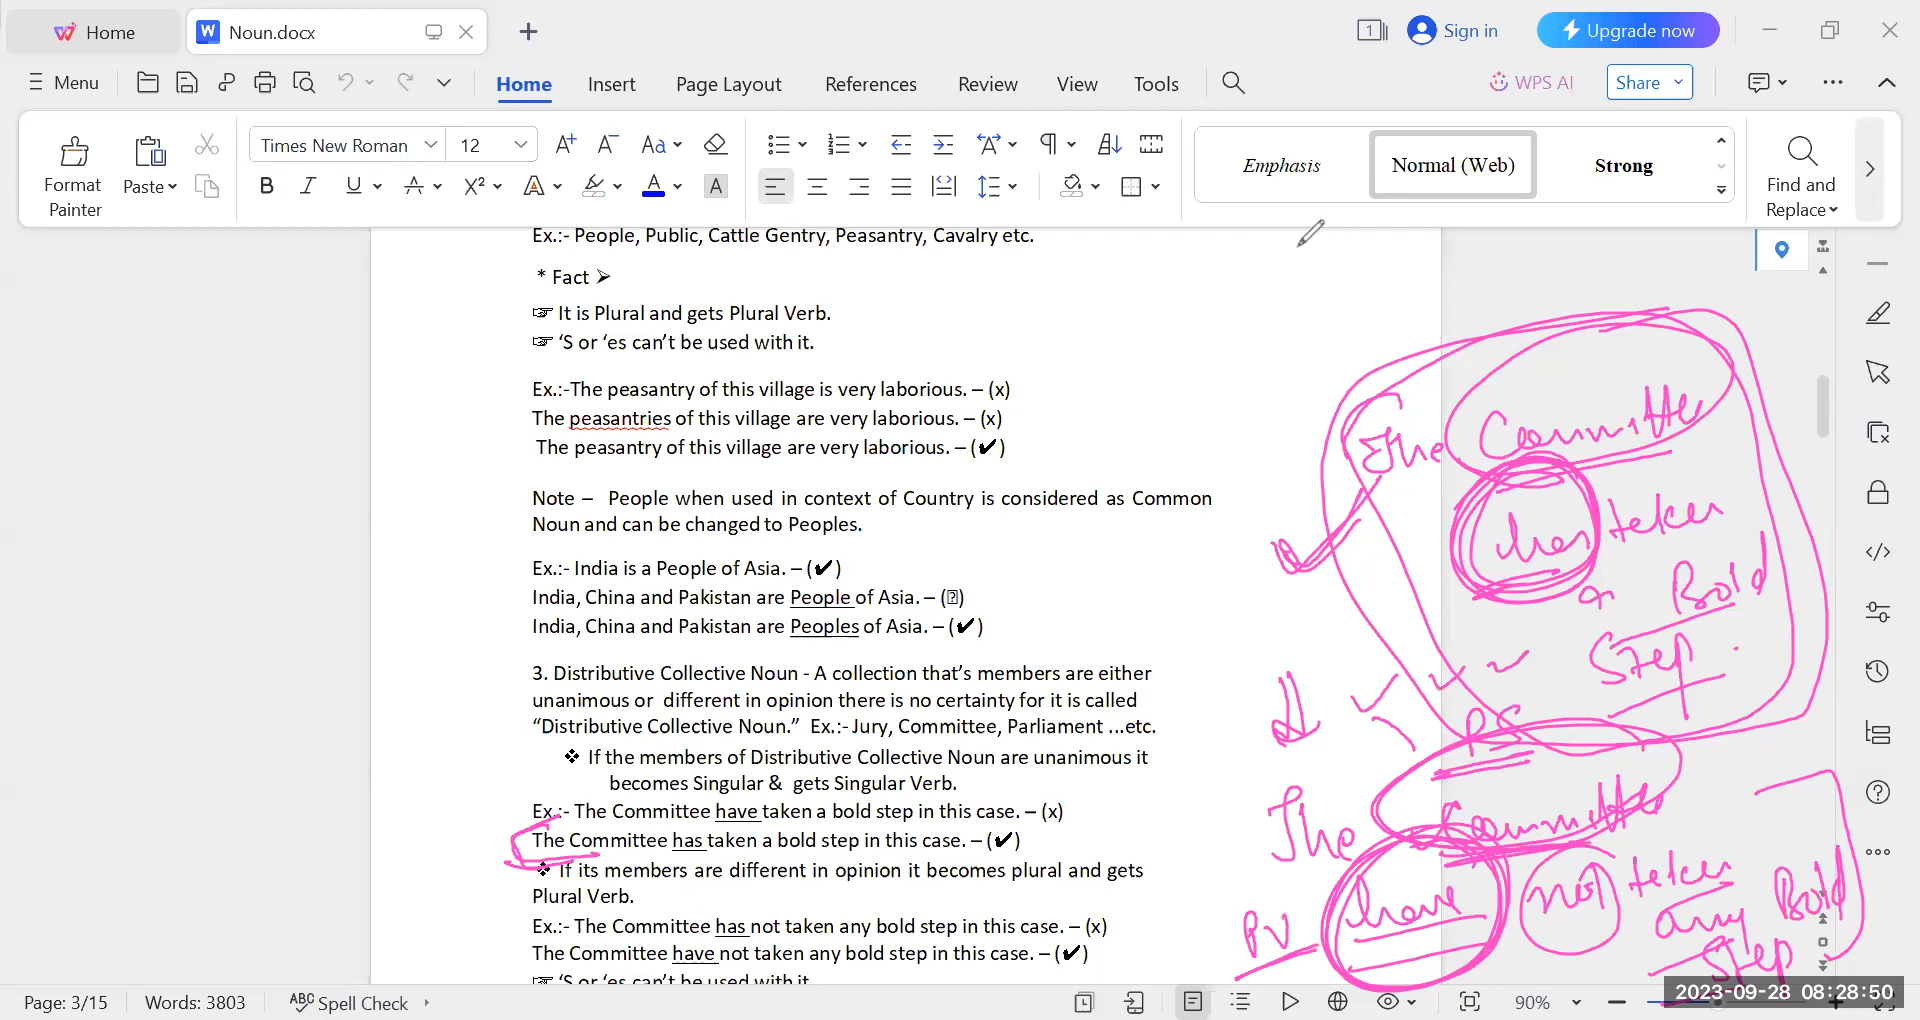 Home
Noun.docx
Sign in
Upgrade now
Menu
Home Insert Page Layout References Review View Tools
WPS AI
Share
Format Painter
Paste
Times New Roman 12
Emphasis
Normal (Web)
Strong
Find and Replace
Ex.:- People, Public, Cattle Gentry, Peasantry, Cavalry etc.
* Fact ➢
☞ It is Plural and gets Plural Verb.
☞ ‘S or ‘es can’t be used with it.
Ex.:-The peasantry of this village is very laborious. – (x)
The peasantries of this village are very laborious. – (x)
The peasantry of this village are very laborious. – (✔)
Note – People when used in context of Country is considered as Common
Noun and can be changed to Peoples.
Ex.:- India is a People of Asia. – (✔)
India, China and Pakistan are People of Asia. – (⍰)
India, China and Pakistan are Peoples of Asia. – (✔)
3. Distributive Collective Noun - A collection that’s members are either
unanimous or different in opinion there is no certainty for it is called
“Distributive Collective Noun.” Ex.:- Jury, Committee, Parliament ...etc.
❖ If the members of Distributive Collective Noun are unanimous it
becomes Singular & gets Singular Verb.
Ex.:- The Committee have taken a bold step in this case. – (x)
The Committee has taken a bold step in this case. – (✔)
❖ If its members are different in opinion it becomes plural and gets
Plural Verb.
Ex.:- The Committee has not taken any bold step in this case. – (x)
The Committee have not taken any bold step in this case. – (✔)
☞ ‘S or ‘es can’t be used with it.
The Committee
has taken
a Bold
Step.
PS
The Committee
PV have not taken
any Bold
Step
Page: 3/15 Words: 3803 Spell Check 90%
2023-09-28 08:28:50